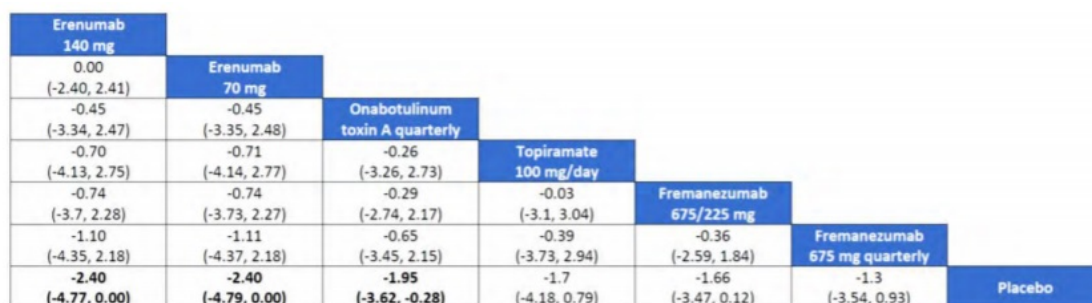 Erenumab
140 mg
0.00 Erenumab
(-2.40, 2.41) 70 mg
-0.45 -0.45 Onabotulinum
(-3.34, 2.47) (-3.35, 2.48) toxin A quarterly
-0.70 -0.71 -0.26 Topiramate
(-4.13, 2.75) (-4.14, 2.77) (-3.26, 2.73) 100 mg/day
-0.74 -0.74 -0.29 -0.03 Fremanezumab
(-3.7, 2.28) (-3.73, 2.27) (-2.74, 2.17) (-3.1, 3.04) 675/225 mg
-1.10 -1.11 -0.65 -0.39 -0.36 Fremanezumab
(-4.35, 2.18) (-4.37, 2.18) (-3.45, 2.15) (-3.73, 2.94) (-2.59, 1.84) 675 mg quarterly
-2.40 -2.40 -1.95 -1.7 -1.66 -1.3 Placebo
(-4.77, 0.00) (-4.79, 0.00) (-3.62, -0.28) (-4.18, 0.79) (-3.47, 0.12) (-3.54, 0.93)